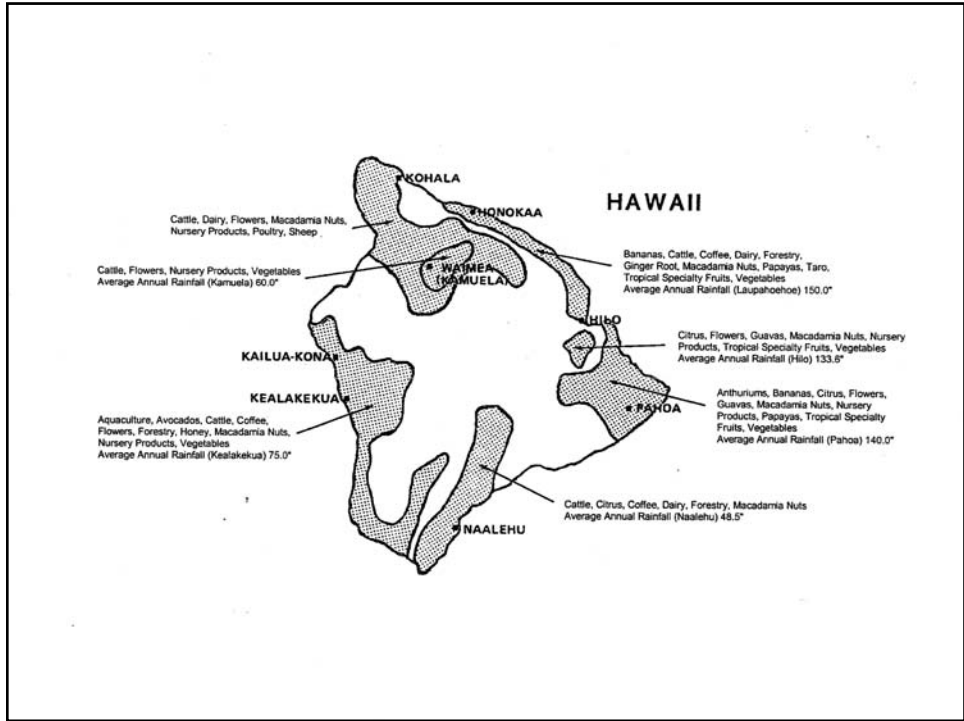 KOHALA
HONOKAA
HAWAII
Cattle, Dairy, Flowers, Macadamia Nuts,
Nursery Products, Poultry, Sheep
Cattle, Flowers, Nursery Products, Vegetables
Average Annual Rainfall (Kamuela) 60.0"
WAIMEA
(KAMUELA)
Bananas, Cattle, Coffee, Dairy, Forestry,
Ginger Root, Macadamia Nuts, Papayas, Taro,
Tropical Specialty Fruits, Vegetables
Average Annual Rainfall (Laupahoehoe) 150.0"
HILO
Citrus, Flowers, Guavas, Macadamia Nuts, Nursery
Products, Tropical Specialty Fruits, Vegetables
Average Annual Rainfall (Hilo) 133.6"
KAILUA-KONA
KEALAKEKUA
Anthuriums, Bananas, Citrus, Flowers,
Guavas, Macadamia Nuts, Nursery
Products, Papayas, Tropical Specialty
Fruits, Vegetables
Average Annual Rainfall (Pahoa) 140.0"
PAHOA
Aquaculture, Avocados, Cattle, Coffee,
Flowers, Forestry, Honey, Macadamia Nuts,
Nursery Products, Vegetables
Average Annual Rainfall (Kealakekua) 75.0"
Cattle, Citrus, Coffee, Dairy, Forestry, Macadamia Nuts
Average Annual Rainfall (Naalehu) 48.5"
NAALEHU